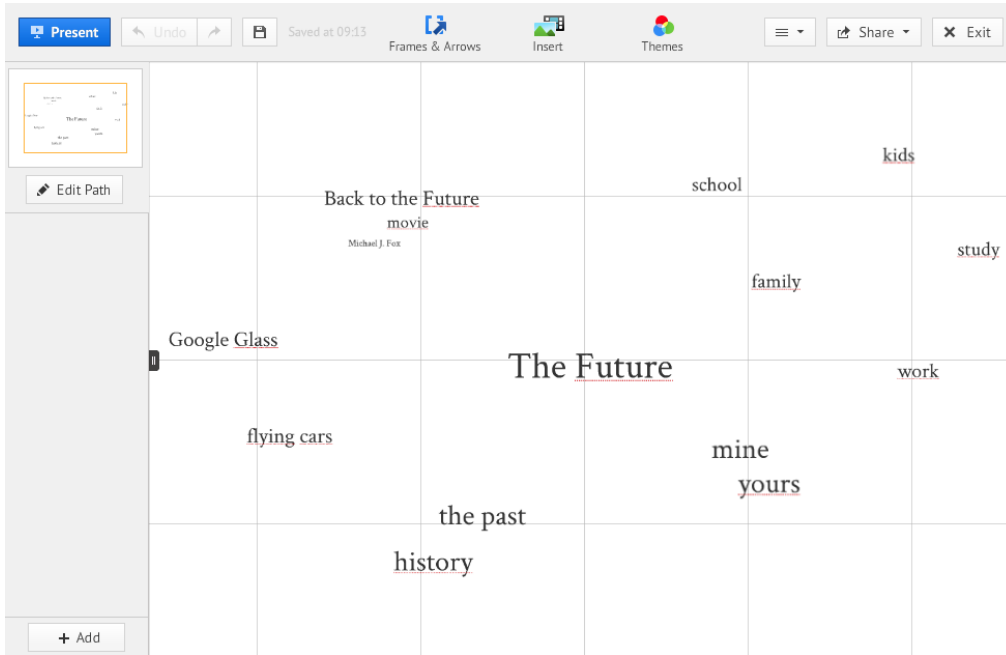 Present
Undo
Saved at 09:13
Frames & Arrows
Insert
Themes
Share
Exit
Edit Path
kids
school
Back to the Future
movie
Michael J. Fox
study
family
Google Glass
The Future
work
flying cars
mine
yours
the past
history
Add